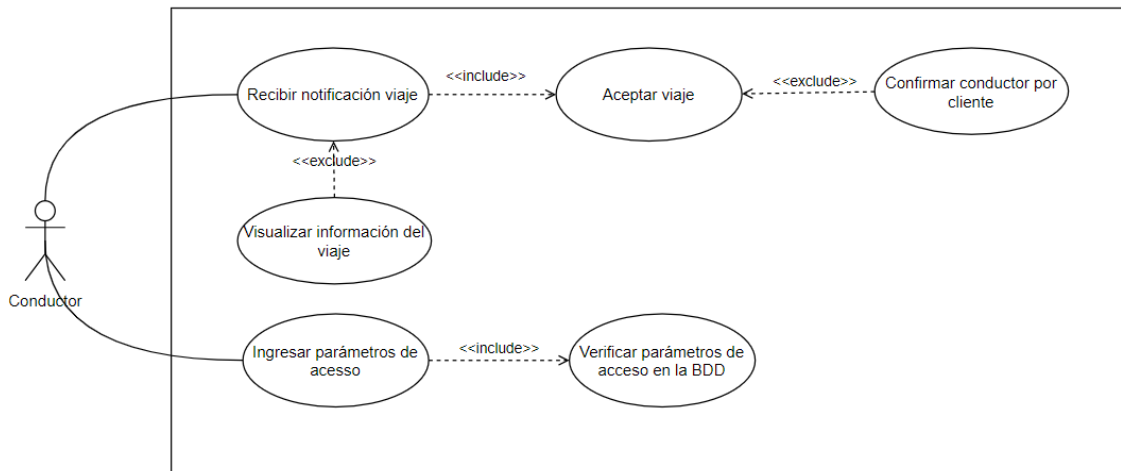 <<include>>
<<exclude>>
Recibir notificación viaje
Aceptar viaje
Confirmar conductor por
cliente
<<exclude>>
Visualizar información del
viaje
Conductor
Ingresar parámetros de
acesso
<<include>>
Verificar parámetros de
acceso en la BDD